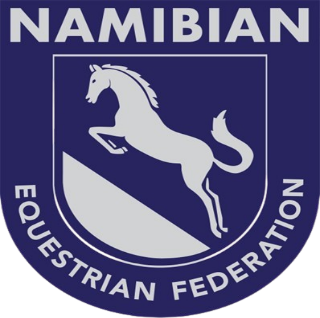 NAMIBIAN
EQUESTRIAN FEDERATION